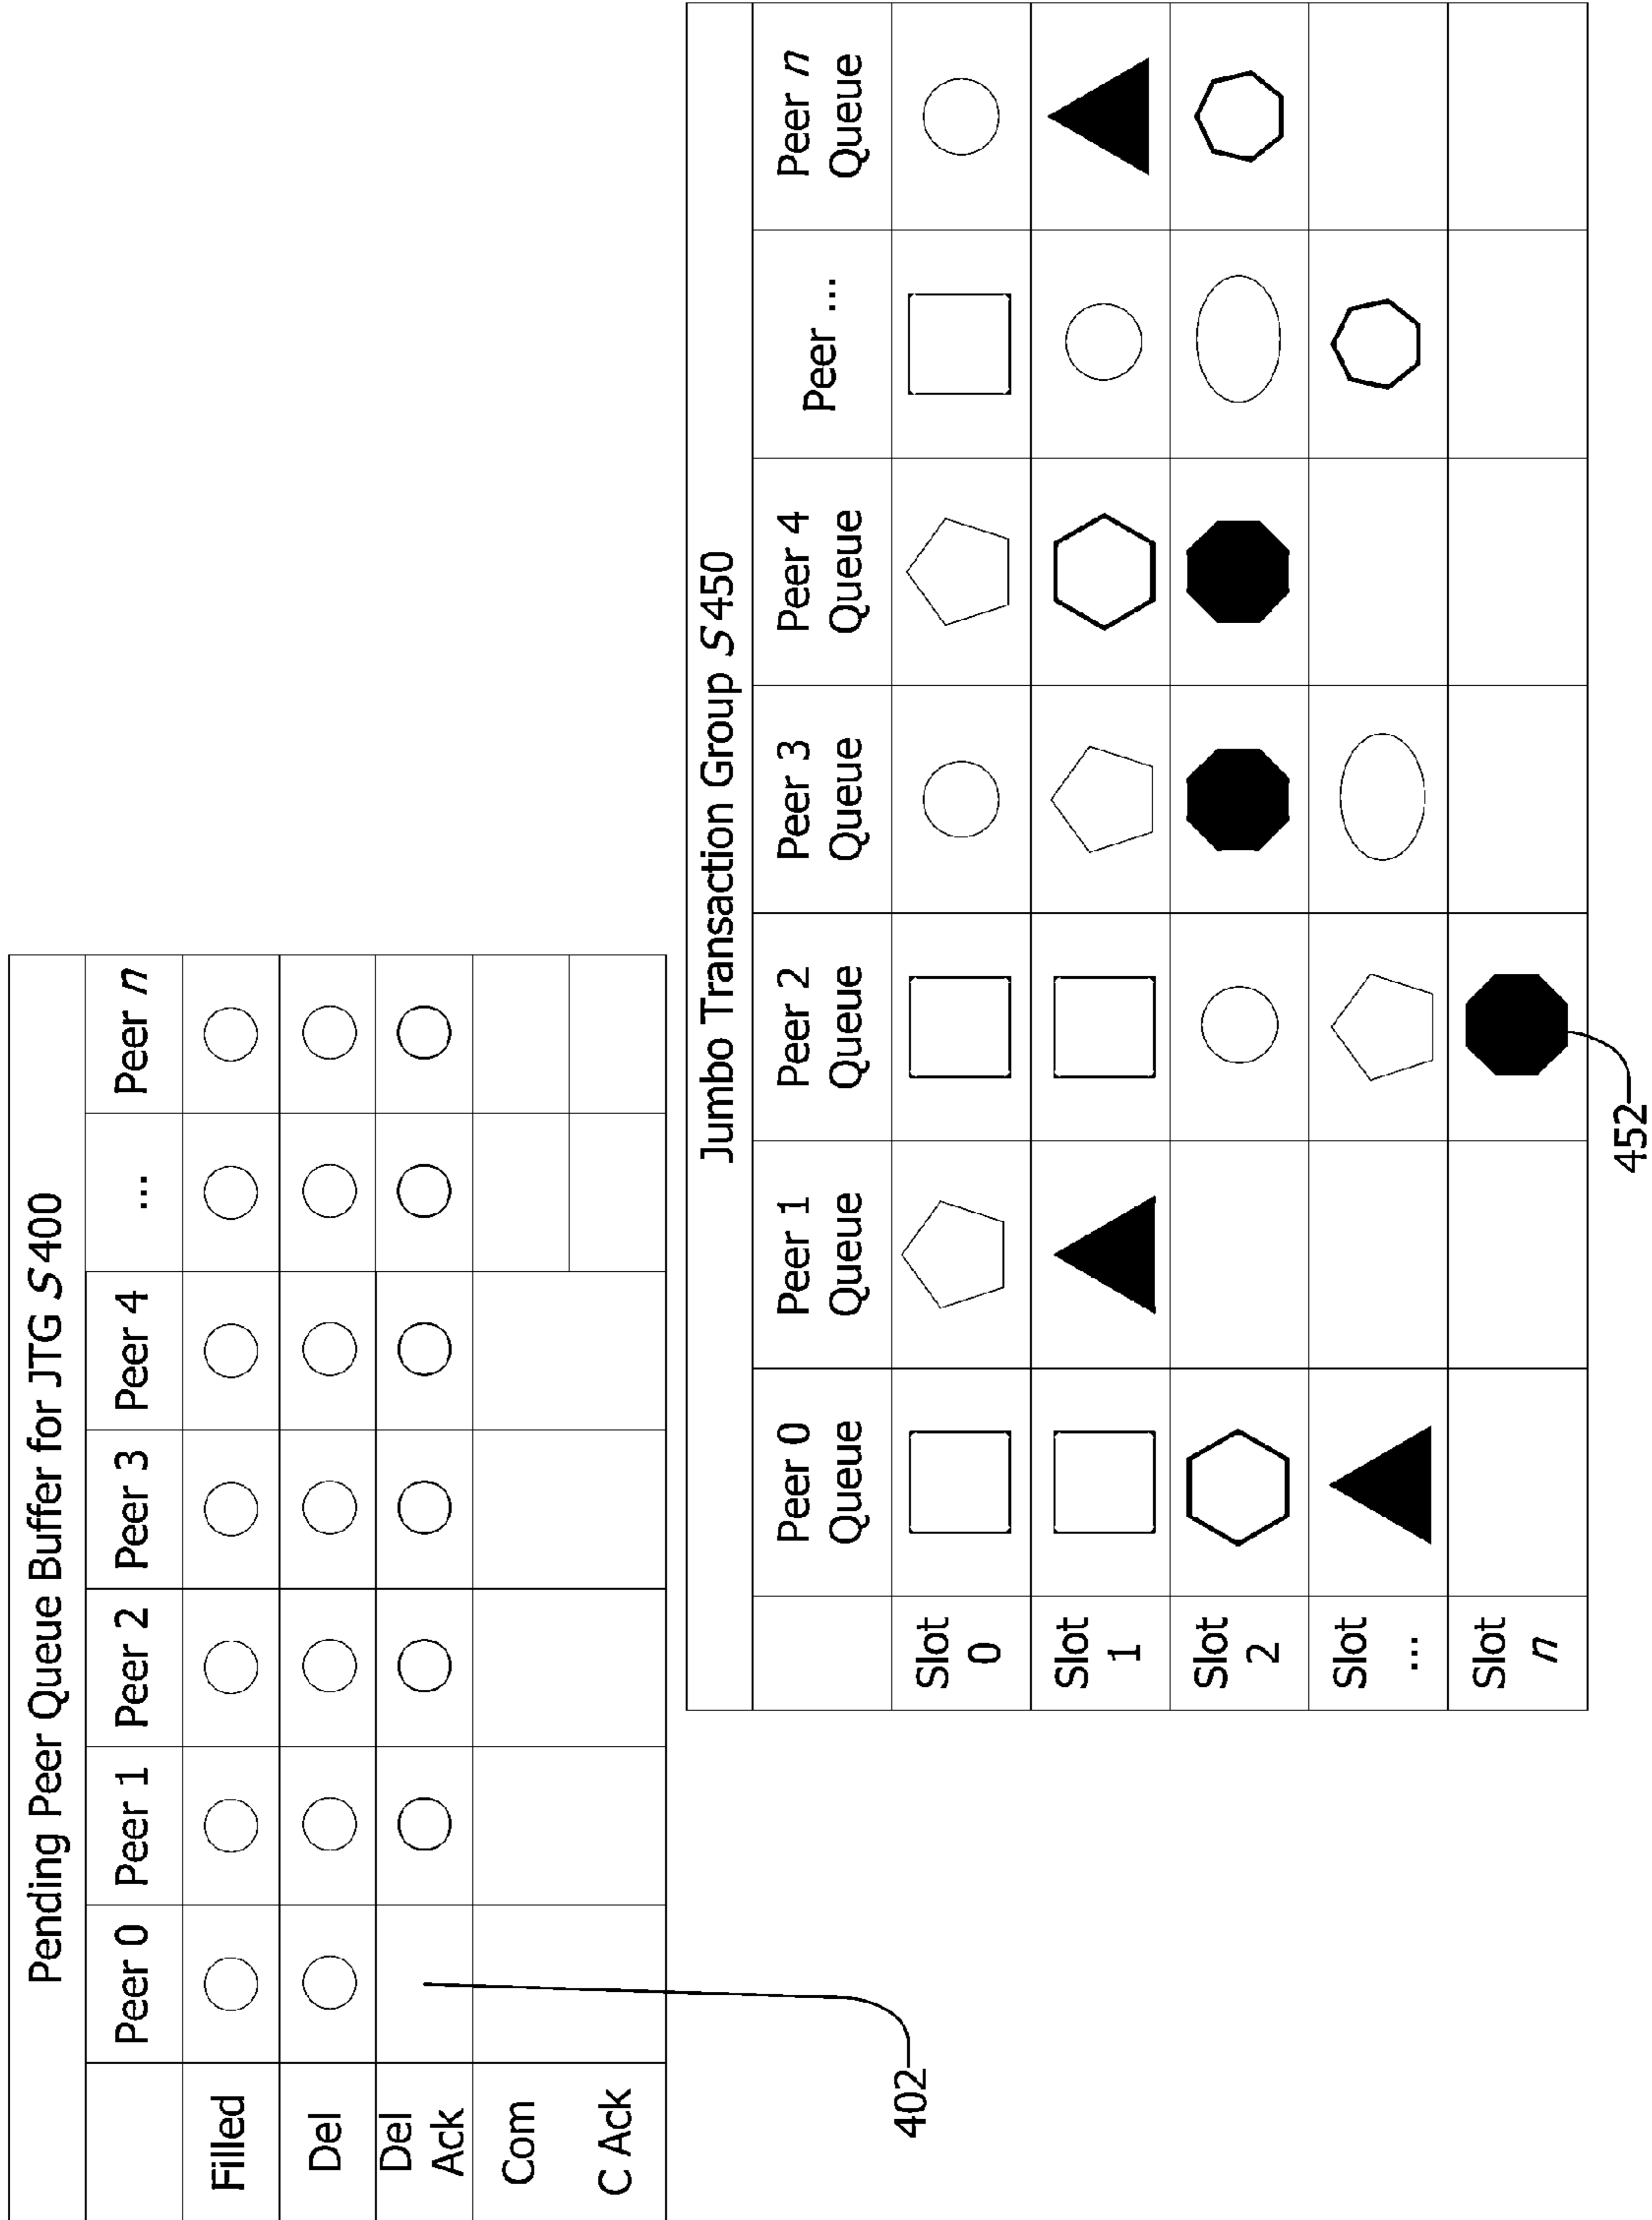 Pending Peer Queue Buffer for JTG S 400
Peer 0 Peer 1 Peer 2 Peer 3 Peer 4 ... Peer n
Filled
Del
Del
Ack
Com
C Ack
402
Jumbo Transaction Group S 450
Peer 0
Queue
Peer 1
Queue
Peer 2
Queue
Peer 3
Queue
Peer 4
Queue
Peer ...
Peer n
Queue
Slot
0
Slot
1
Slot
2
Slot
...
Slot
n
452